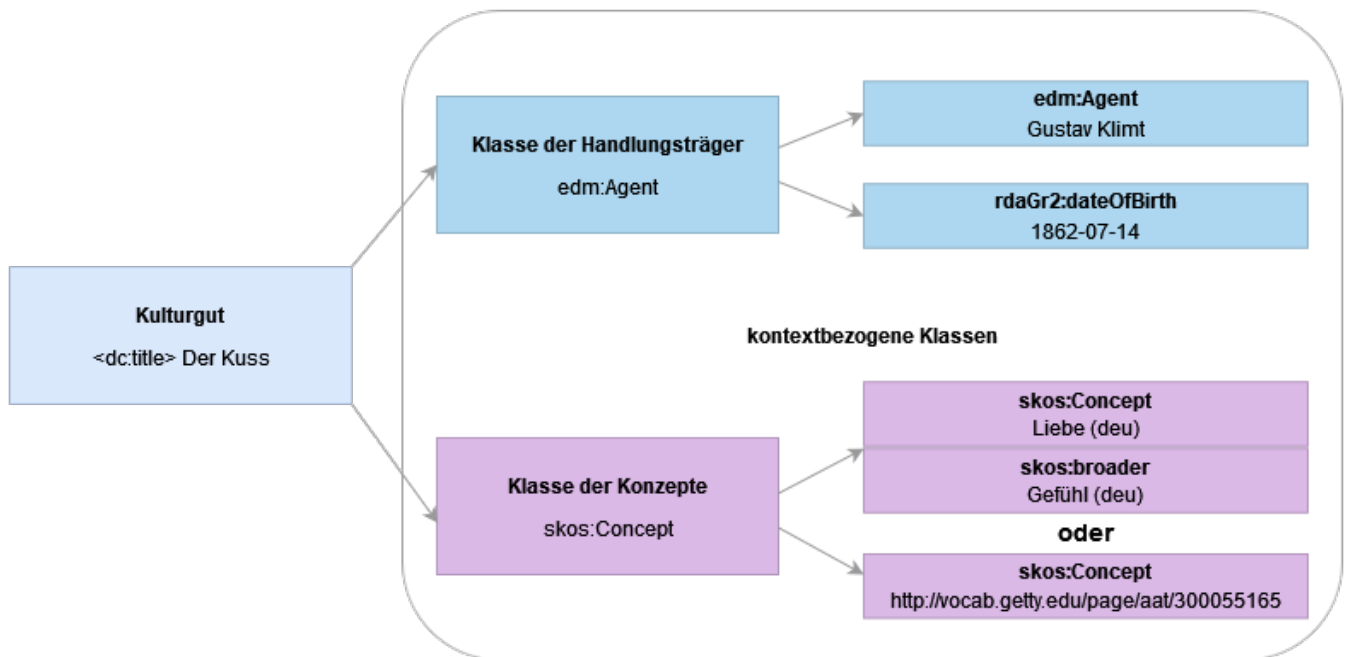 Kulturgut
<dc:title> Der Kuss
Klasse der Handlungsträger
edm:Agent
edm:Agent
Gustav Klimt
rdaGr2:dateOfBirth
1862-07-14
kontextbezogene Klassen
Klasse der Konzepte
skos:Concept
skos:Concept
Liebe (deu)
skos:broader
Gefühl (deu)
oder
skos:Concept
http://vocab.getty.edu/page/aat/300055165